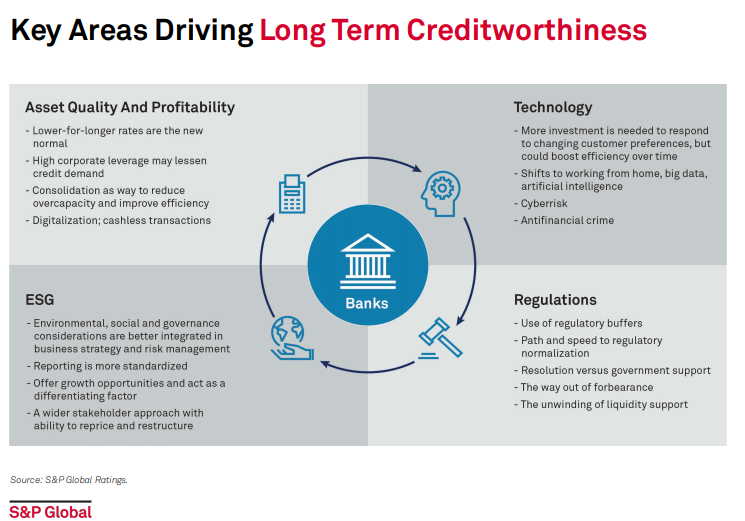 Key Areas Driving Long Term Creditworthiness
Asset Quality And Profitability
- Lower-for-longer rates are the new
normal
- High corporate leverage may lessen
credit demand
- Consolidation as way to reduce
overcapacity and improve efficiency
- Digitalization; cashless transactions
Technology
- More investment is needed to respond
to changing customer preferences, but
could boost efficiency over time
- Shifts to working from home, big data,
artificial intelligence
- Cyberrisk
- Antifinancial crime
Banks
ESG
- Environmental, social and governance
considerations are better integrated in
business strategy and risk management
- Reporting is more standardized
- Offer growth opportunities and act as a
differentiating factor
- A wider stakeholder approach with
ability to reprice and restructure
Regulations
- Use of regulatory buffers
- Path and speed to regulatory
normalization
- Resolution versus government support
- The way out of forbearance
- The unwinding of liquidity support
Source: S&P Global Ratings.
S&P Global